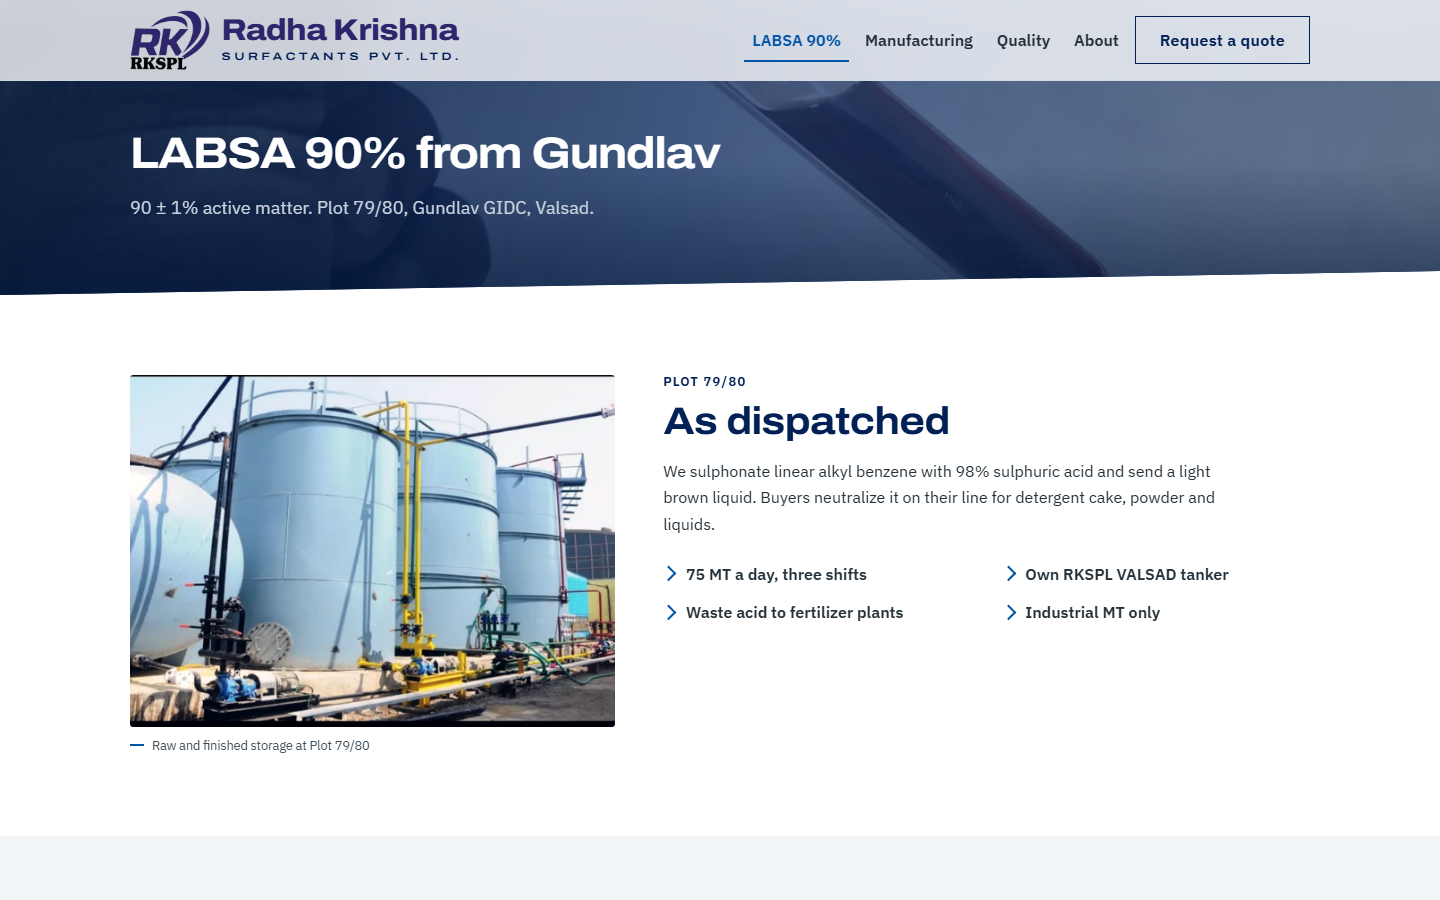 RK
RKSPL
Radha Krishna
SURFACTANTS PVT. LTD.
LABSA 90%
Manufacturing
Quality
About
Request a quote
LABSA 90% from Gundlav
90 ± 1% active matter. Plot 79/80, Gundlav GIDC, Valsad.
PLOT 79/80
As dispatched
We sulphonate linear alkyl benzene with 98% sulphuric acid and send a light
brown liquid. Buyers neutralize it on their line for detergent cake, powder and
liquids.
75 MT a day, three shifts
Own RKSPL VALSAD tanker
Waste acid to fertilizer plants
Industrial MT only
Raw and finished storage at Plot 79/80